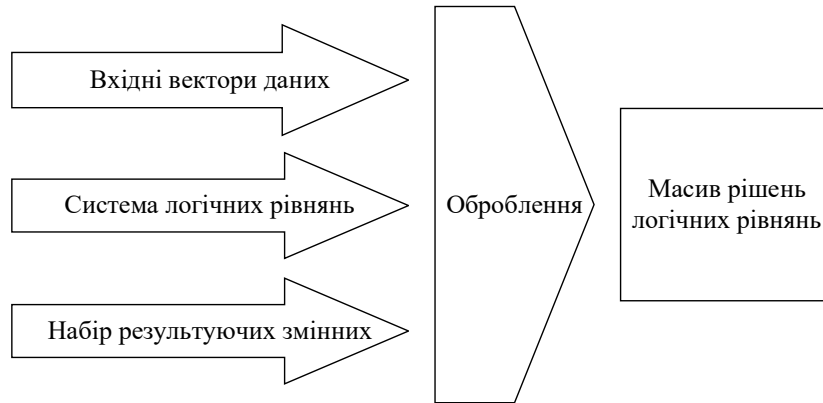 Вхідні вектори даних
Система логічних рівнянь
Набір результуючих змінних
Оброблення
Масив рішень
логічних рівнянь